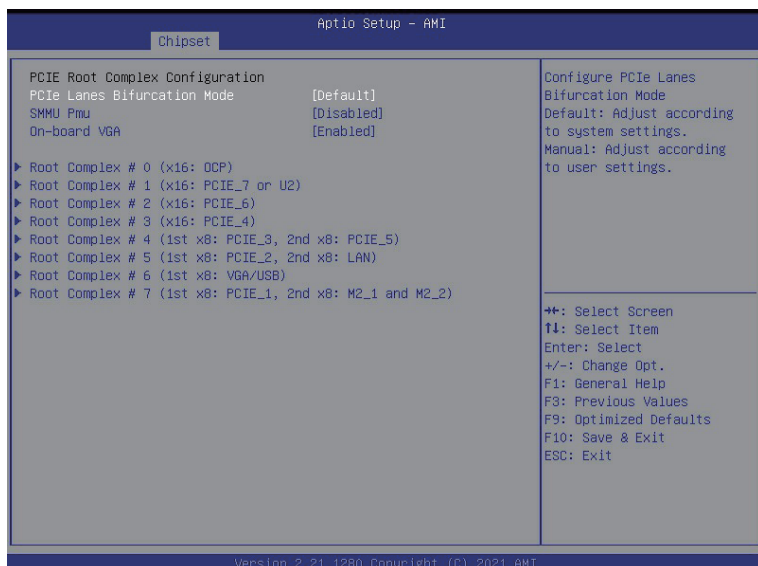 Aptio Setup – AMI
Chipset
PCIE Root Complex Configuration
PCIe Lanes Bifurcation Mode [Default]
SMMU Pmu [Disabled]
On-board VGA [Enabled]
Root Complex # 0 (x16: OCP)
Root Complex # 1 (x16: PCIE_7 or U2)
Root Complex # 2 (x16: PCIE_6)
Root Complex # 3 (x16: PCIE_4)
Root Complex # 4 (1st x8: PCIE_3, 2nd x8: PCIE_5)
Root Complex # 5 (1st x8: PCIE_2, 2nd x8: LAN)
Root Complex # 6 (1st x8: VGA/USB)
Root Complex # 7 (1st x8: PCIE_1, 2nd x8: M2_1 and M2_2)
Configure PCIe Lanes
Bifurcation Mode
Default: Adjust according
to system settings.
Manual: Adjust according
to user settings.
→←: Select Screen
↑↓: Select Item
Enter: Select
+/-: Change Opt.
F1: General Help
F3: Previous Values
F9: Optimized Defaults
F10: Save & Exit
ESC: Exit
Version 2.21.1280 Copyright (C) 2021 AMI